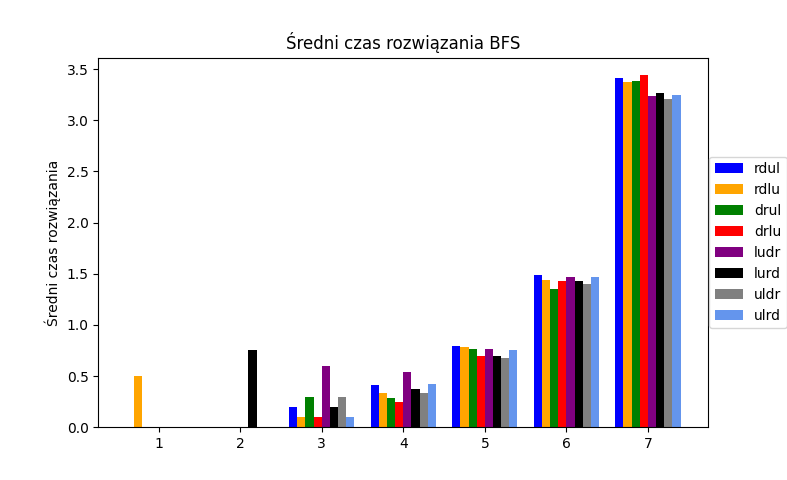 Średni czas rozwiązania BFS
Średni czas rozwiązania
3.5
3.0
2.5
2.0
1.5
1.0
0.5
0.0
1 2 3 4 5 6 7
rdul
rdlu
drul
drlu
ludr
lurd
uldr
ulrd